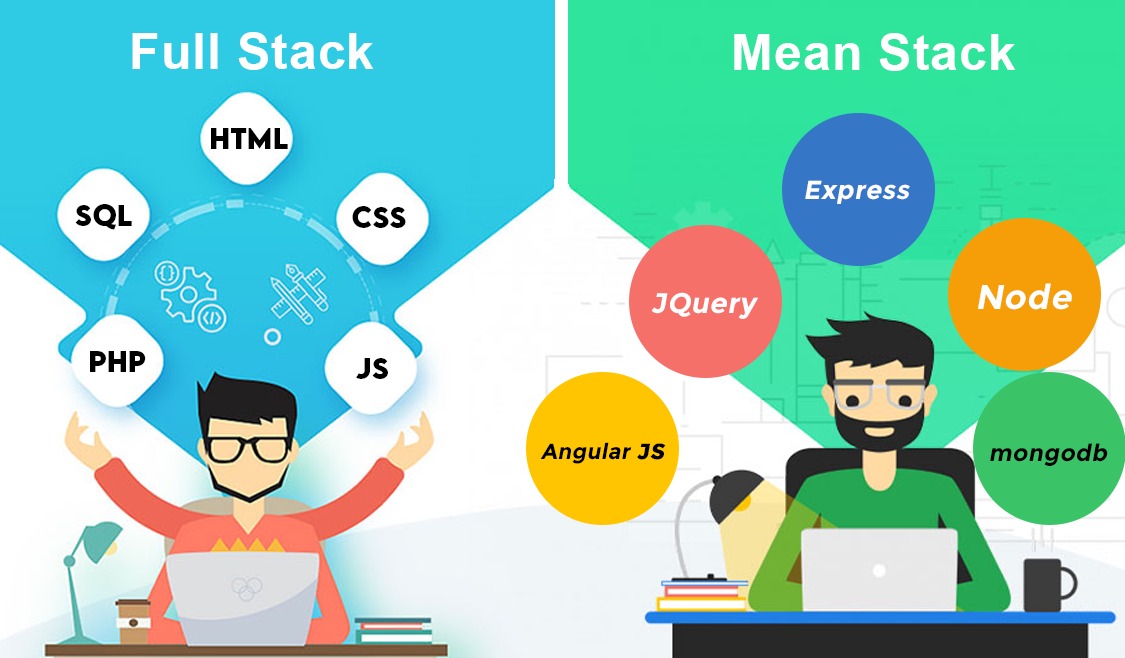 Full Stack
HTML
SQL
CSS
PHP
JS
Mean Stack
Express
JQuery
Node
Angular JS
mongodb